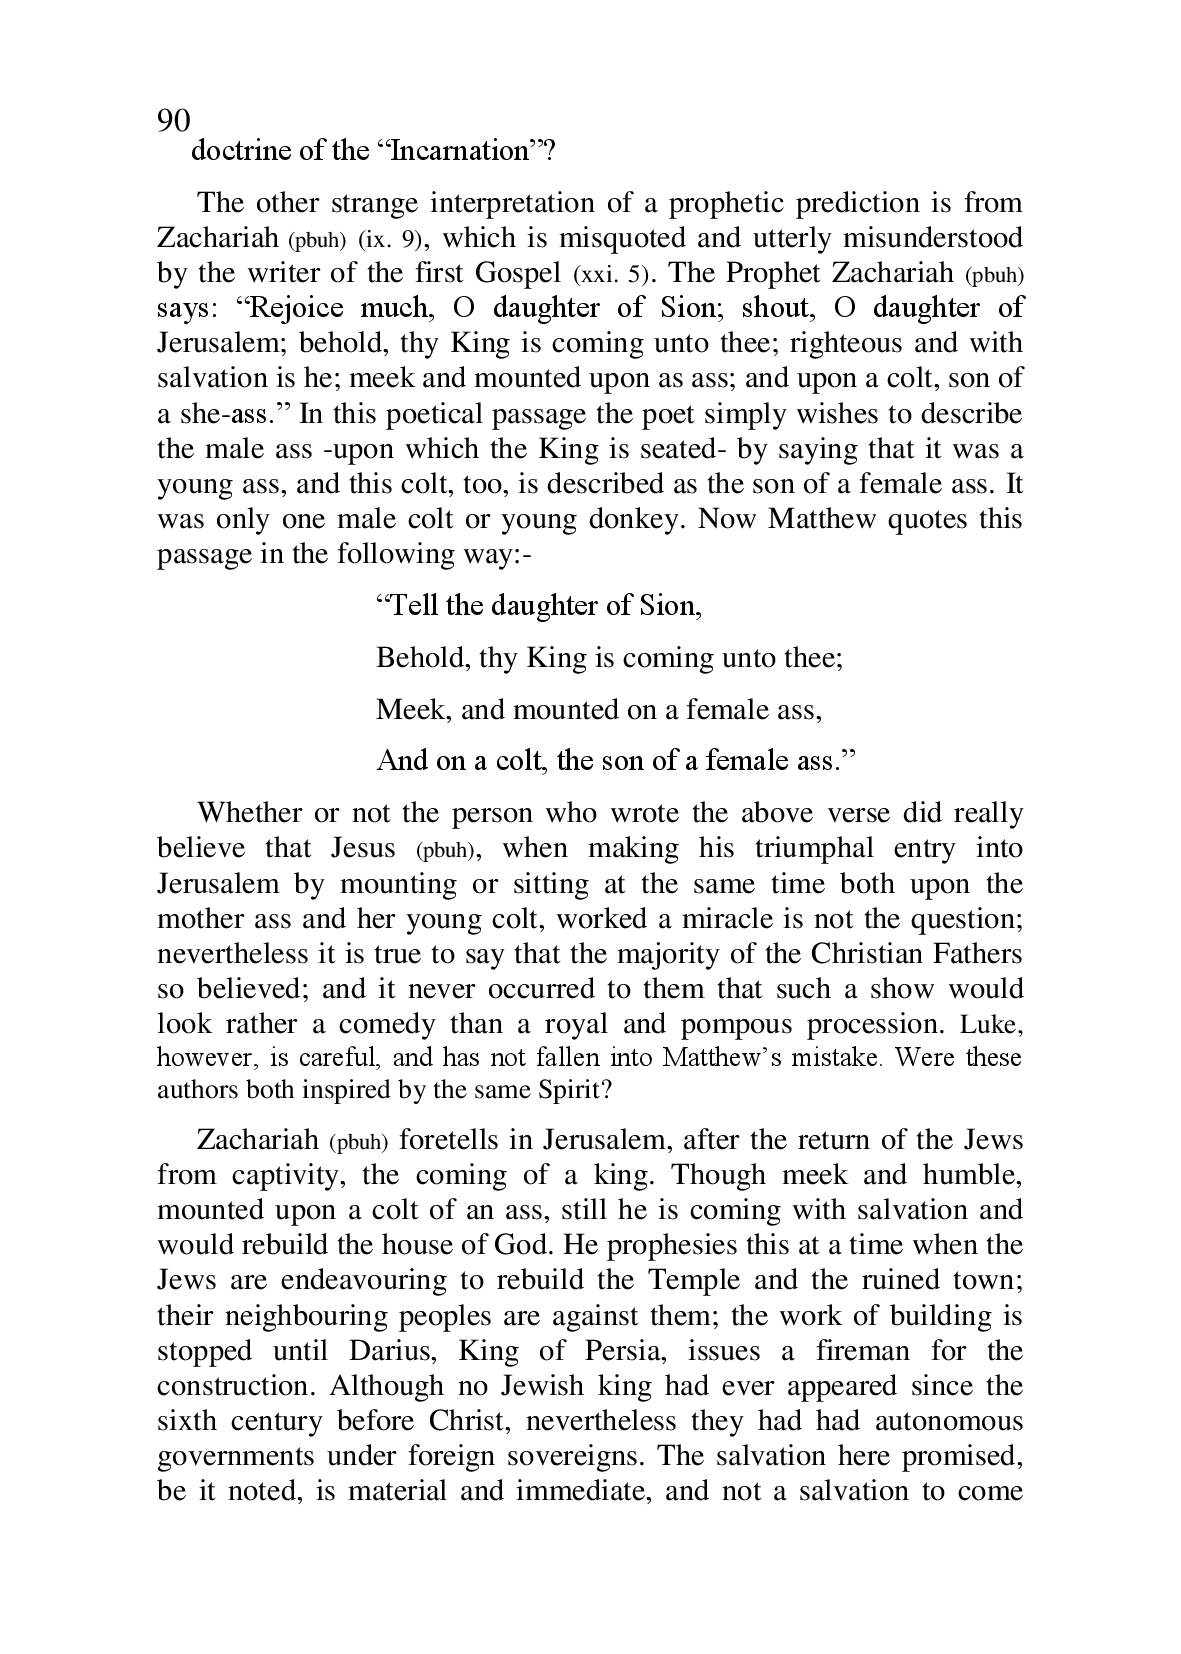 90
doctrine of the “Incarnation”?
The other strange interpretation of a prophetic prediction is from
Zachariah (pbuh) (ix. 9), which is misquoted and utterly misunderstood
by the writer of the first Gospel (xxi. 5). The Prophet Zachariah (pbuh)
says: “Rejoice much, O daughter of Sion; shout, O daughter of
Jerusalem; behold, thy King is coming unto thee; righteous and with
salvation is he; meek and mounted upon as ass; and upon a colt, son of
a she-ass.” In this poetical passage the poet simply wishes to describe
the male ass -upon which the King is seated- by saying that it was a
young ass, and this colt, too, is described as the son of a female ass. It
was only one male colt or young donkey. Now Matthew quotes this
passage in the following way:-
“Tell the daughter of Sion,
Behold, thy King is coming unto thee;
Meek, and mounted on a female ass,
And on a colt, the son of a female ass.”
Whether or not the person who wrote the above verse did really
believe that Jesus (pbuh), when making his triumphal entry into
Jerusalem by mounting or sitting at the same time both upon the
mother ass and her young colt, worked a miracle is not the question;
nevertheless it is true to say that the majority of the Christian Fathers
so believed; and it never occurred to them that such a show would
look rather a comedy than a royal and pompous procession. Luke,
however, is careful, and has not fallen into Matthew’s mistake. Were these
authors both inspired by the same Spirit?
Zachariah (pbuh) foretells in Jerusalem, after the return of the Jews
from captivity, the coming of a king. Though meek and humble,
mounted upon a colt of an ass, still he is coming with salvation and
would rebuild the house of God. He prophesies this at a time when the
Jews are endeavouring to rebuild the Temple and the ruined town;
their neighbouring peoples are against them; the work of building is
stopped until Darius, King of Persia, issues a fireman for the
construction. Although no Jewish king had ever appeared since the
sixth century before Christ, nevertheless they had had autonomous
governments under foreign sovereigns. The salvation here promised,
be it noted, is material and immediate, and not a salvation to come